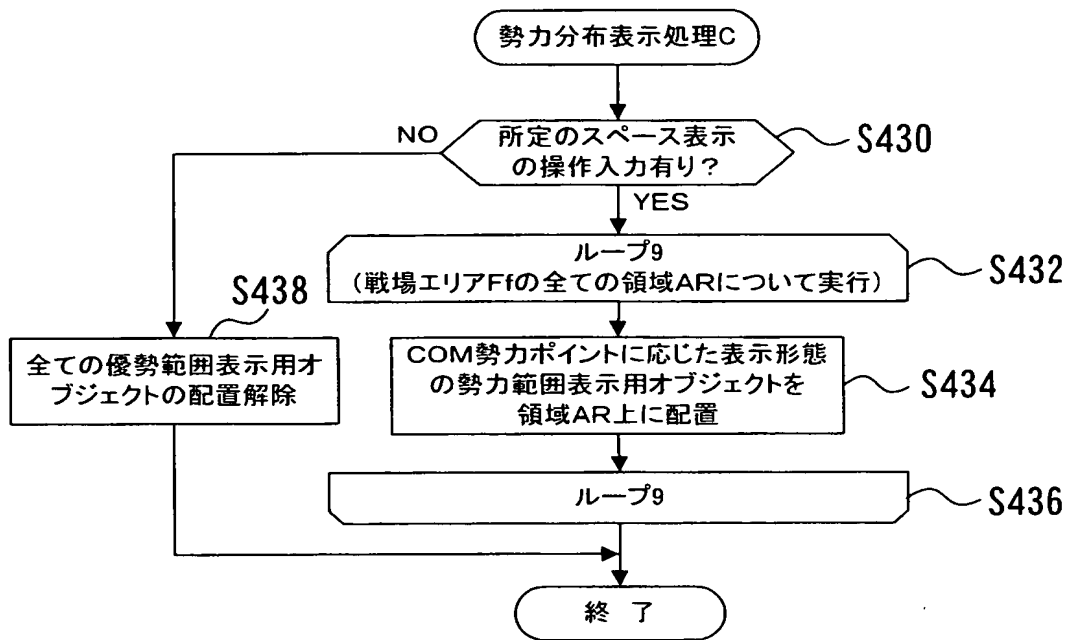 勢力分布表示処理C
所定のスペース表示
の操作入力有り?
S430
NO
YES
ループ9
(戦場エリアFfの全ての領域ARについて実行)
S432
S438
全ての優勢範囲表示用オ
ブジェクトの配置解除
COM勢力ポイントに応じた表示形態
の勢力範囲表示用オブジェクトを
領域AR上に配置
S434
ループ9
S436
終 了